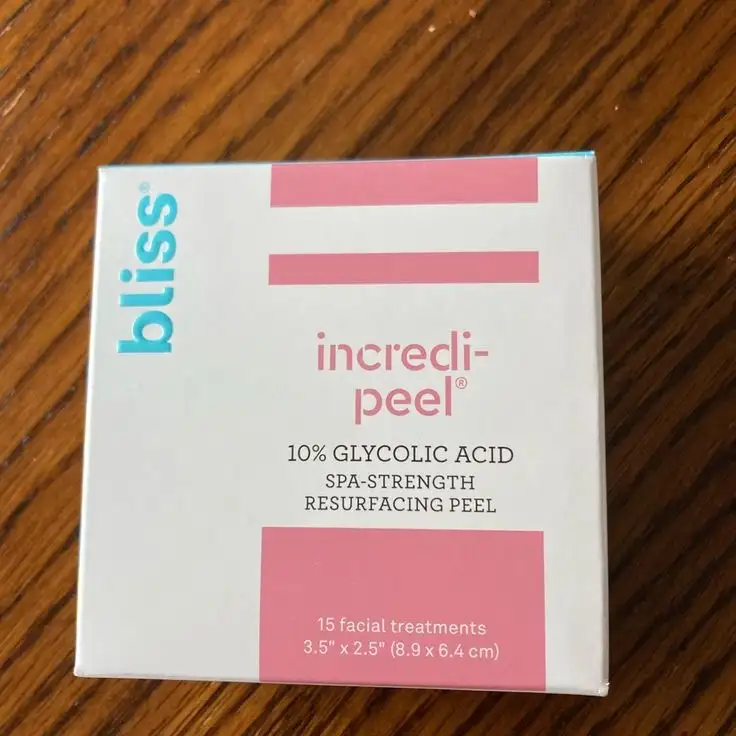 bliss®
incredi-
peel®
10% GLYCOLIC ACID
SPA-STRENGTH
RESURFACING PEEL
15 facial treatments
3.5" x 2.5" (8.9 x 6.4 cm)